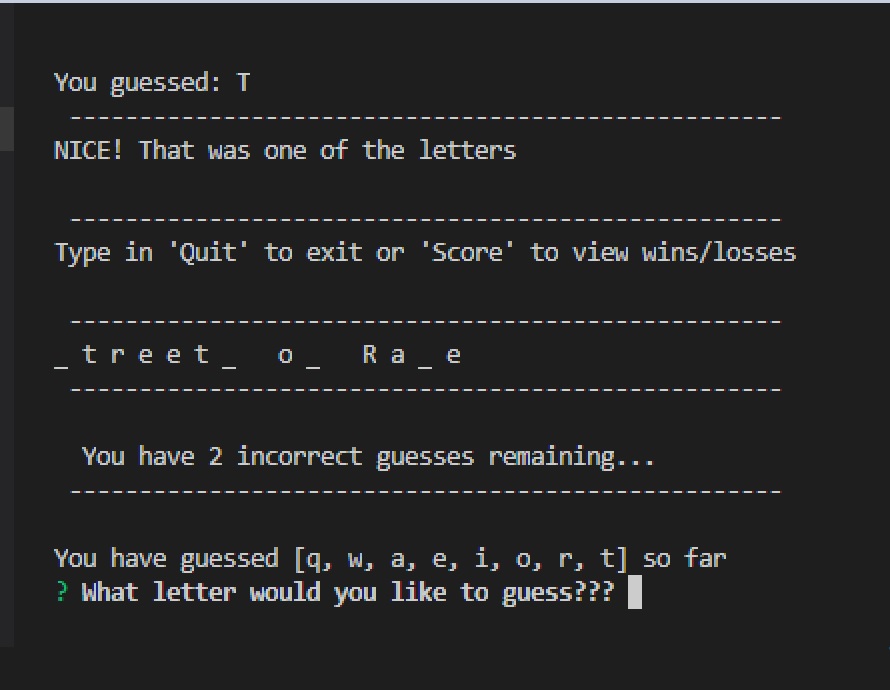 You guessed: T
---------------------------------------------------
NICE! That was one of the letters
---------------------------------------------------
Type in 'Quit' to exit or 'Score' to view wins/losses
---------------------------------------------------
_ t r e e t _   o _   R a _ e
---------------------------------------------------
You have 2 incorrect guesses remaining...
---------------------------------------------------
You have guessed [q, w, a, e, i, o, r, t] so far
? What letter would you like to guess???